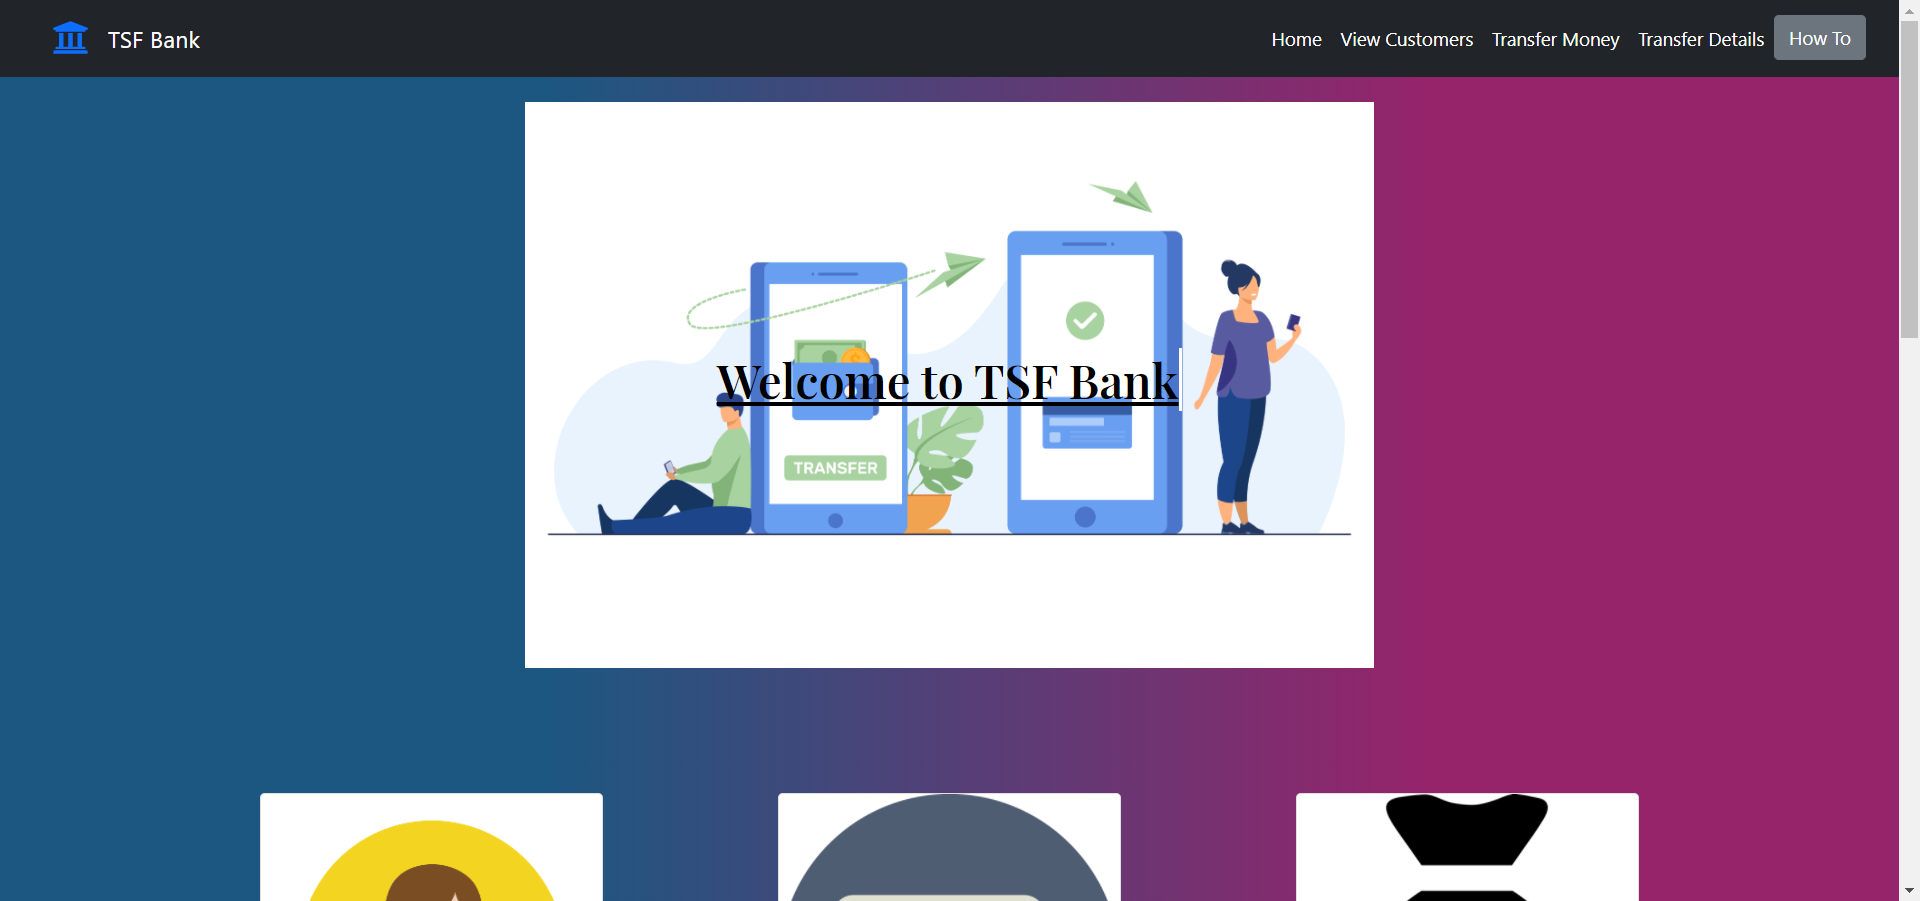 TSF Bank
Home View Customers Transfer Money Transfer Details How To
Welcome to TSF Bank
TRANSFER